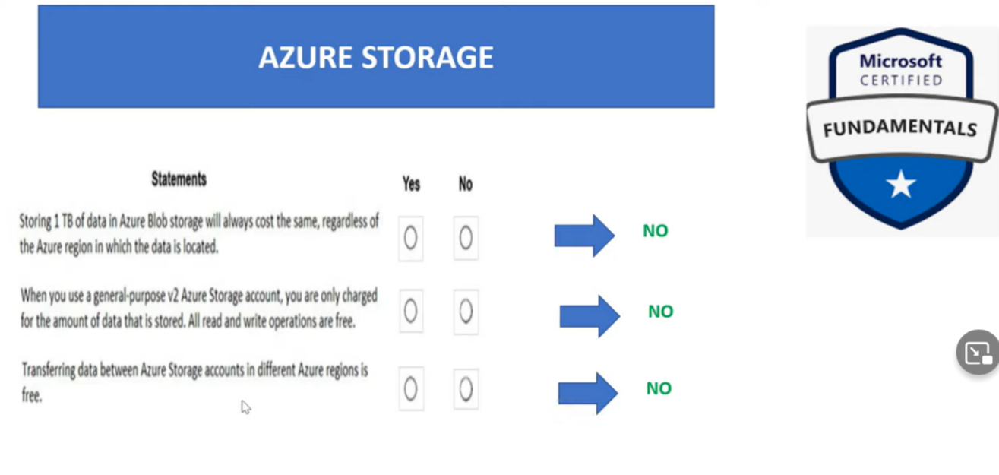 AZURE STORAGE
Microsoft
CERTIFIED
FUNDAMENTALS
Statements
Yes
No
Storing 1 TB of data in Azure Blob storage will always cost the same, regardless of
the Azure region in which the data is located.
NO
When you use a general-purpose v2 Azure Storage account, you are only charged
for the amount of data that is stored. All read and write operations are free.
NO
Transferring data between Azure Storage accounts in different Azure regions is
free.
NO